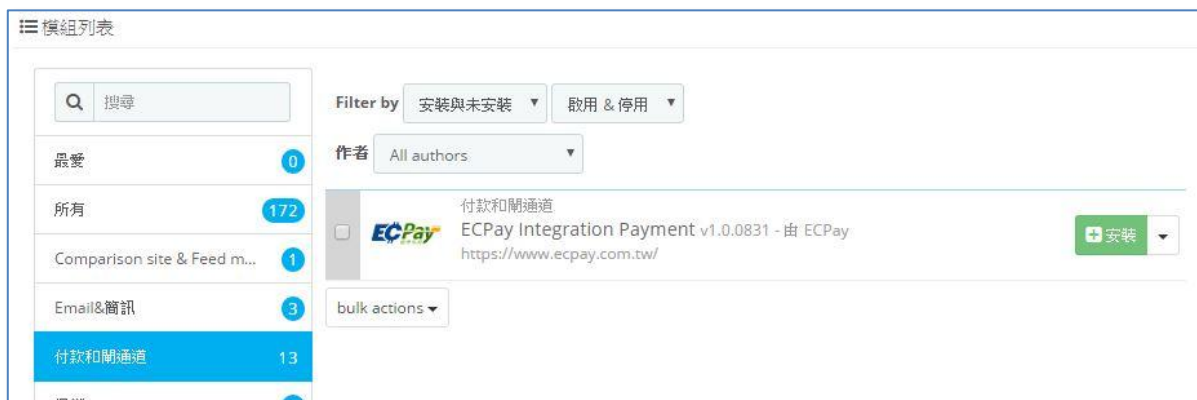 模組列表
搜尋
最愛 0
所有 172
Comparison site & Feed m... 1
Email&簡訊 3
付款和閘通道 13
Filter by 安裝與未安裝 啟用 & 停用
作者 All authors
付款和閘通道
ECPay
ECPay Integration Payment v1.0.0831 - 由 ECPay
https://www.ecpay.com.tw/
安裝
bulk actions